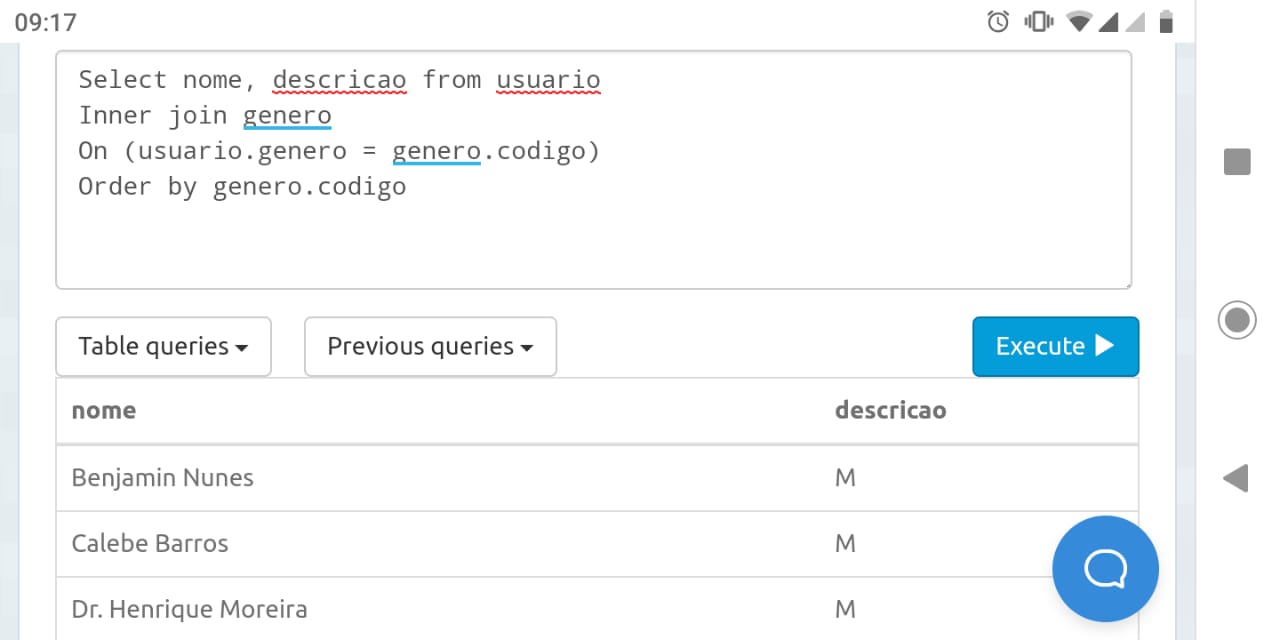 09:17
Select nome, descricao from usuario
Inner join genero
On (usuario.genero = genero.codigo)
Order by genero.codigo
Table queries Previous queries Execute
nome descricao
Benjamin Nunes M
Calebe Barros M
Dr. Henrique Moreira M